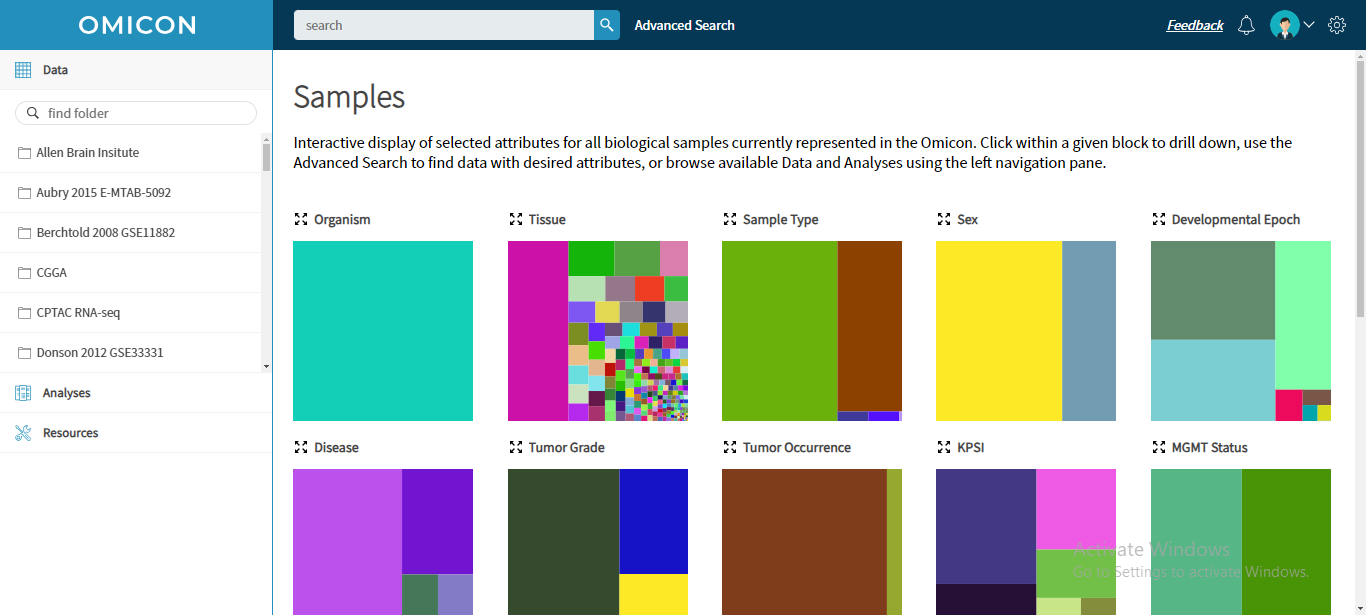 OMICON
search
Advanced Search
Feedback
Data
find folder
Allen Brain Insitute
Aubry 2015 E-MTAB-5092
Berchtold 2008 GSE11882
CGGA
CPTAC RNA-seq
Donson 2012 GSE33331
Analyses
Resources
Samples
Interactive display of selected attributes for all biological samples currently represented in the Omicon. Click within a given block to drill down, use the
Advanced Search to find data with desired attributes, or browse available Data and Analyses using the left navigation pane.
Organism
Tissue
Sample Type
Sex
Developmental Epoch
Disease
Tumor Grade
Tumor Occurrence
KPSI
MGMT Status
Activate Windows
Go to Settings to activate Windows.